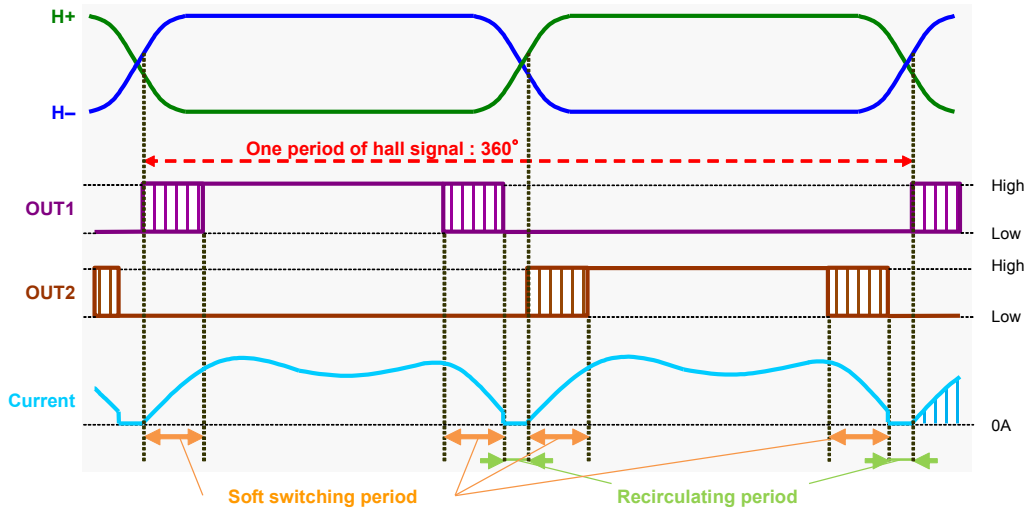 H+
H–
One period of hall signal : 360°
OUT1
High
Low
OUT2
High
Low
Current
0A
Soft switching period
Recirculating period